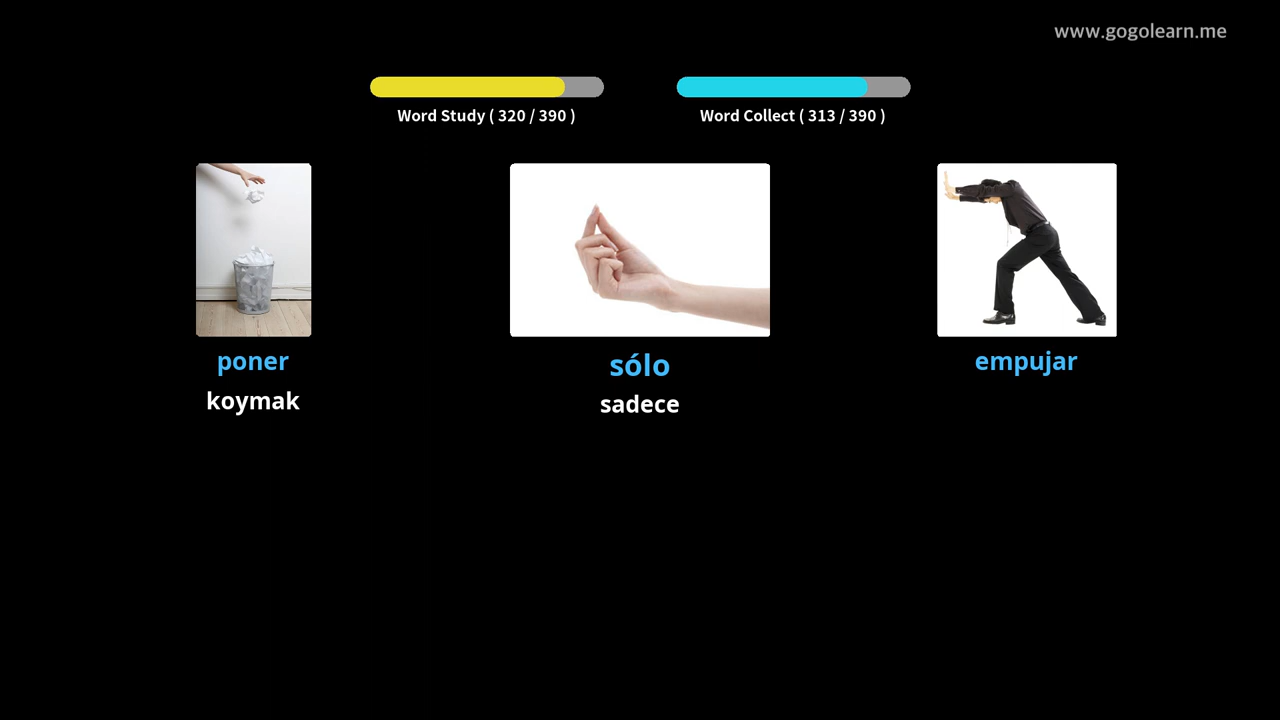 www.gogolearn.me
Word Study ( 320 / 390 )
Word Collect ( 313 / 390 )
poner
koymak
sólo
sadece
empujar